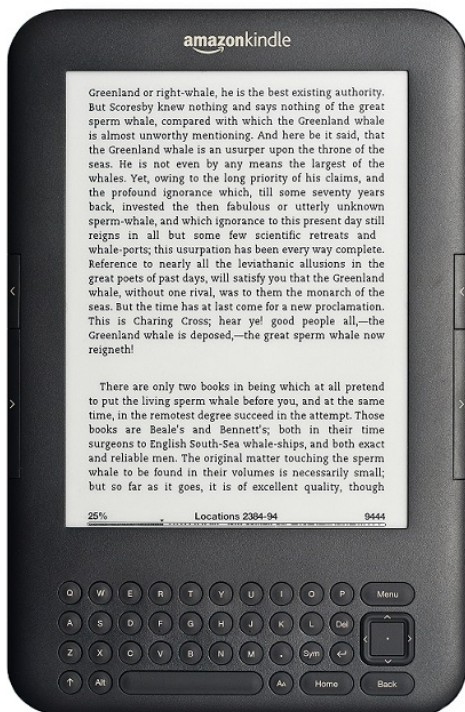 amazonkindle
Greenland or right-whale, he is the best existing authority.
But Scoresby knew nothing and says nothing of the great
sperm whale, compared with which the Greenland whale
is almost unworthy mentioning. And here be it said, that
the Greenland whale is an usurper upon the throne of the
seas. He is not even by any means the largest of the
whales. Yet, owing to the long priority of his claims, and
the profound ignorance which, till some seventy years
back, invested the then fabulous or utterly unknown
sperm-whale, and which ignorance to this present day still
reigns in all but some few scientific retreats and
whale-ports; this usurpation has been every way complete.
Reference to nearly all the leviathanic allusions in the
great poets of past days, will satisfy you that the Greenland
whale, without one rival, was to them the monarch of the
seas. But the time has at last come for a new proclamation.
This is Charing Cross; hear ye! good people all,—the
Greenland whale is deposed,—the great sperm whale now
reigneth!
There are only two books in being which at all pretend
to put the living sperm whale before you, and at the same
time, in the remotest degree succeed in the attempt. Those
books are Beale's and Bennett's; both in their time
surgeons to English South-Sea whale-ships, and both exact
and reliable men. The original matter touching the sperm
whale to be found in their volumes is necessarily small;
but so far as it goes, it is of excellent quality, though
25% Locations 2384-94 9444
Q W E R T Y U I O P Menu
A S D F G H J K L Del
Z X C V B N M . Sym
Alt AA Home Back